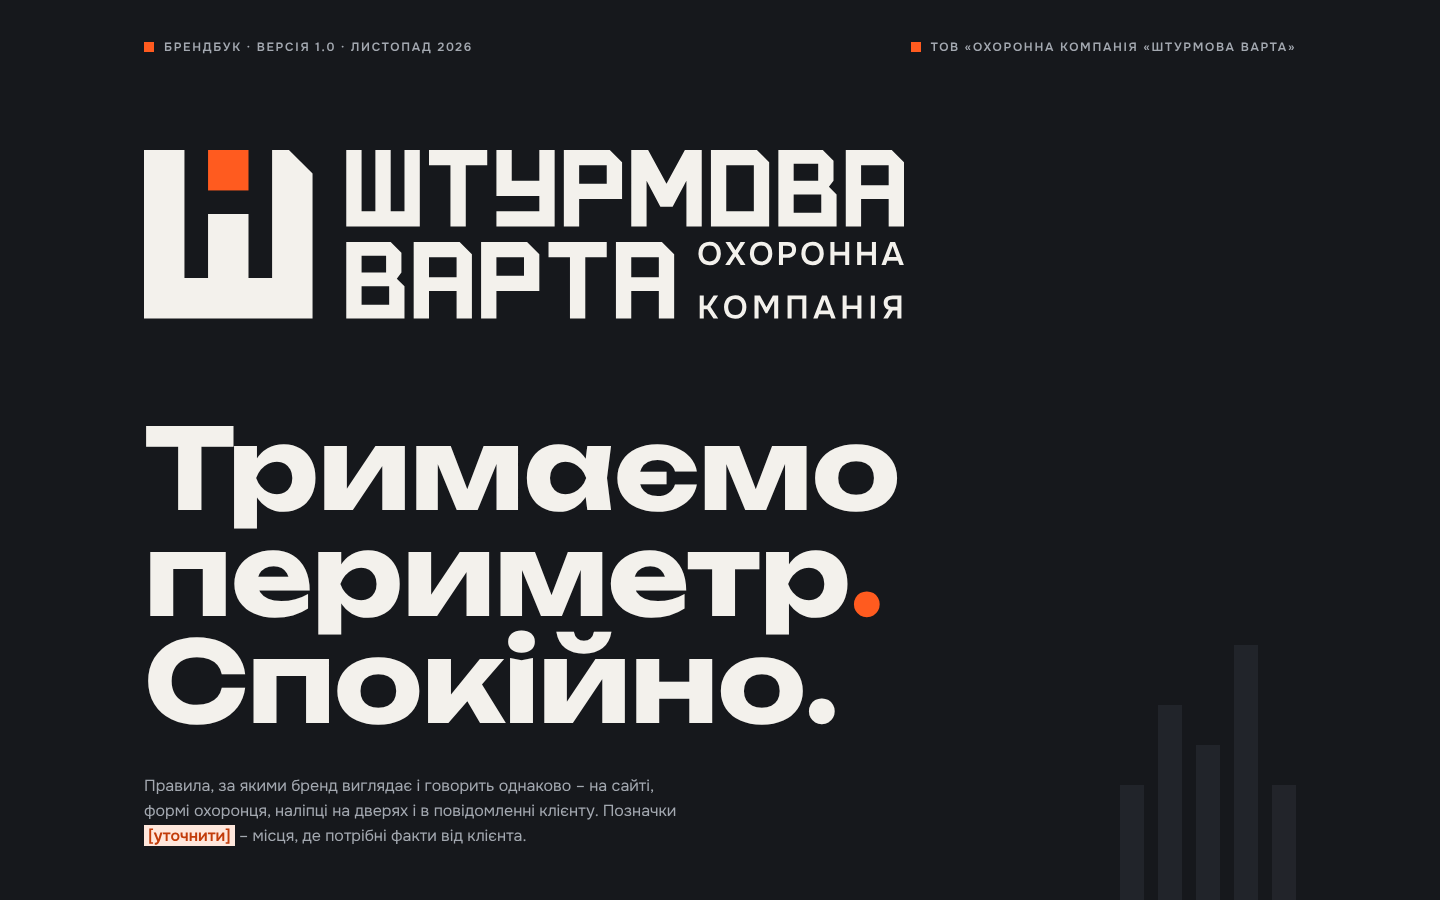 БРЕНДБУК · ВЕРСІЯ 1.0 · ЛИСТОПАД 2026
ТОВ «ОХОРОННА КОМПАНІЯ «ШТУРМОВА ВАРТА»
ШТУРМОВА
ВАРТА
ОХОРОННА
КОМПАНІЯ
Тримаємо
периметр.
Спокійно.
Правила, за якими бренд виглядає і говорить однаково – на сайті,
формі охоронця, наліпці на дверях і в повідомленні клієнту. Позначки
[уточнити] – місця, де потрібні факти від клієнта.